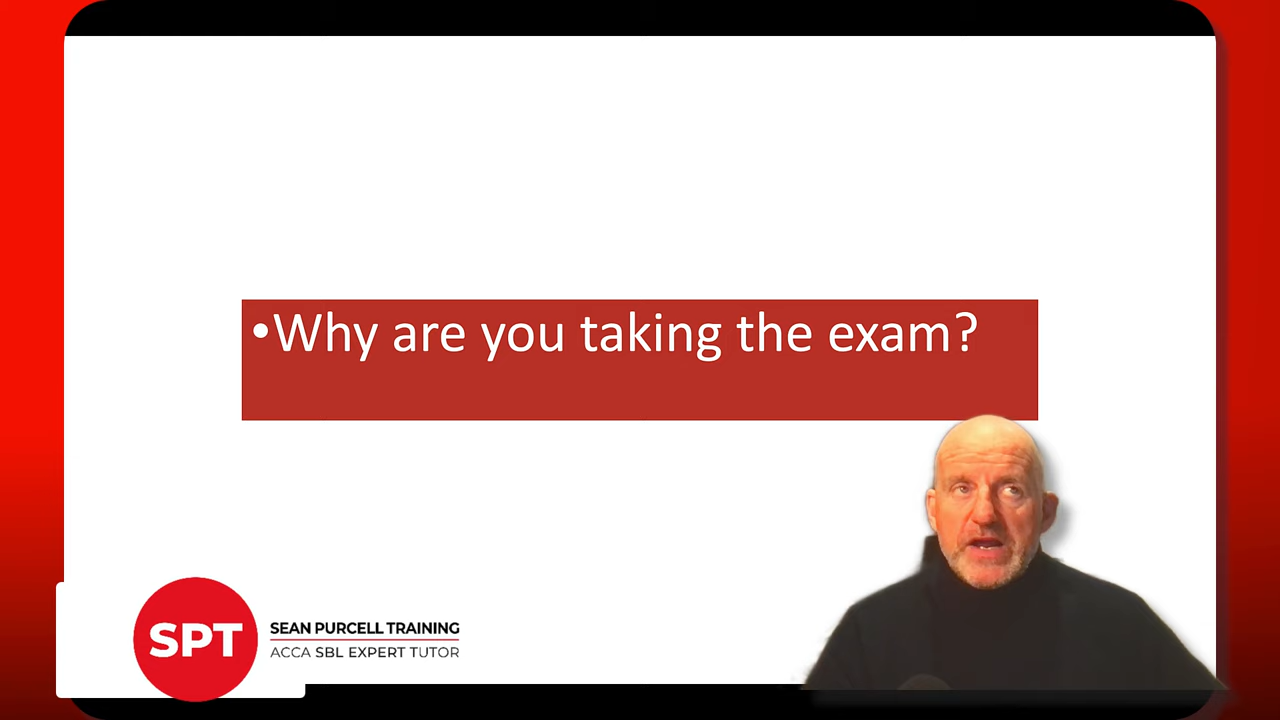 •Why are you taking the exam?
SPT
SEAN PURCELL TRAINING
ACCA SBL EXPERT TUTOR